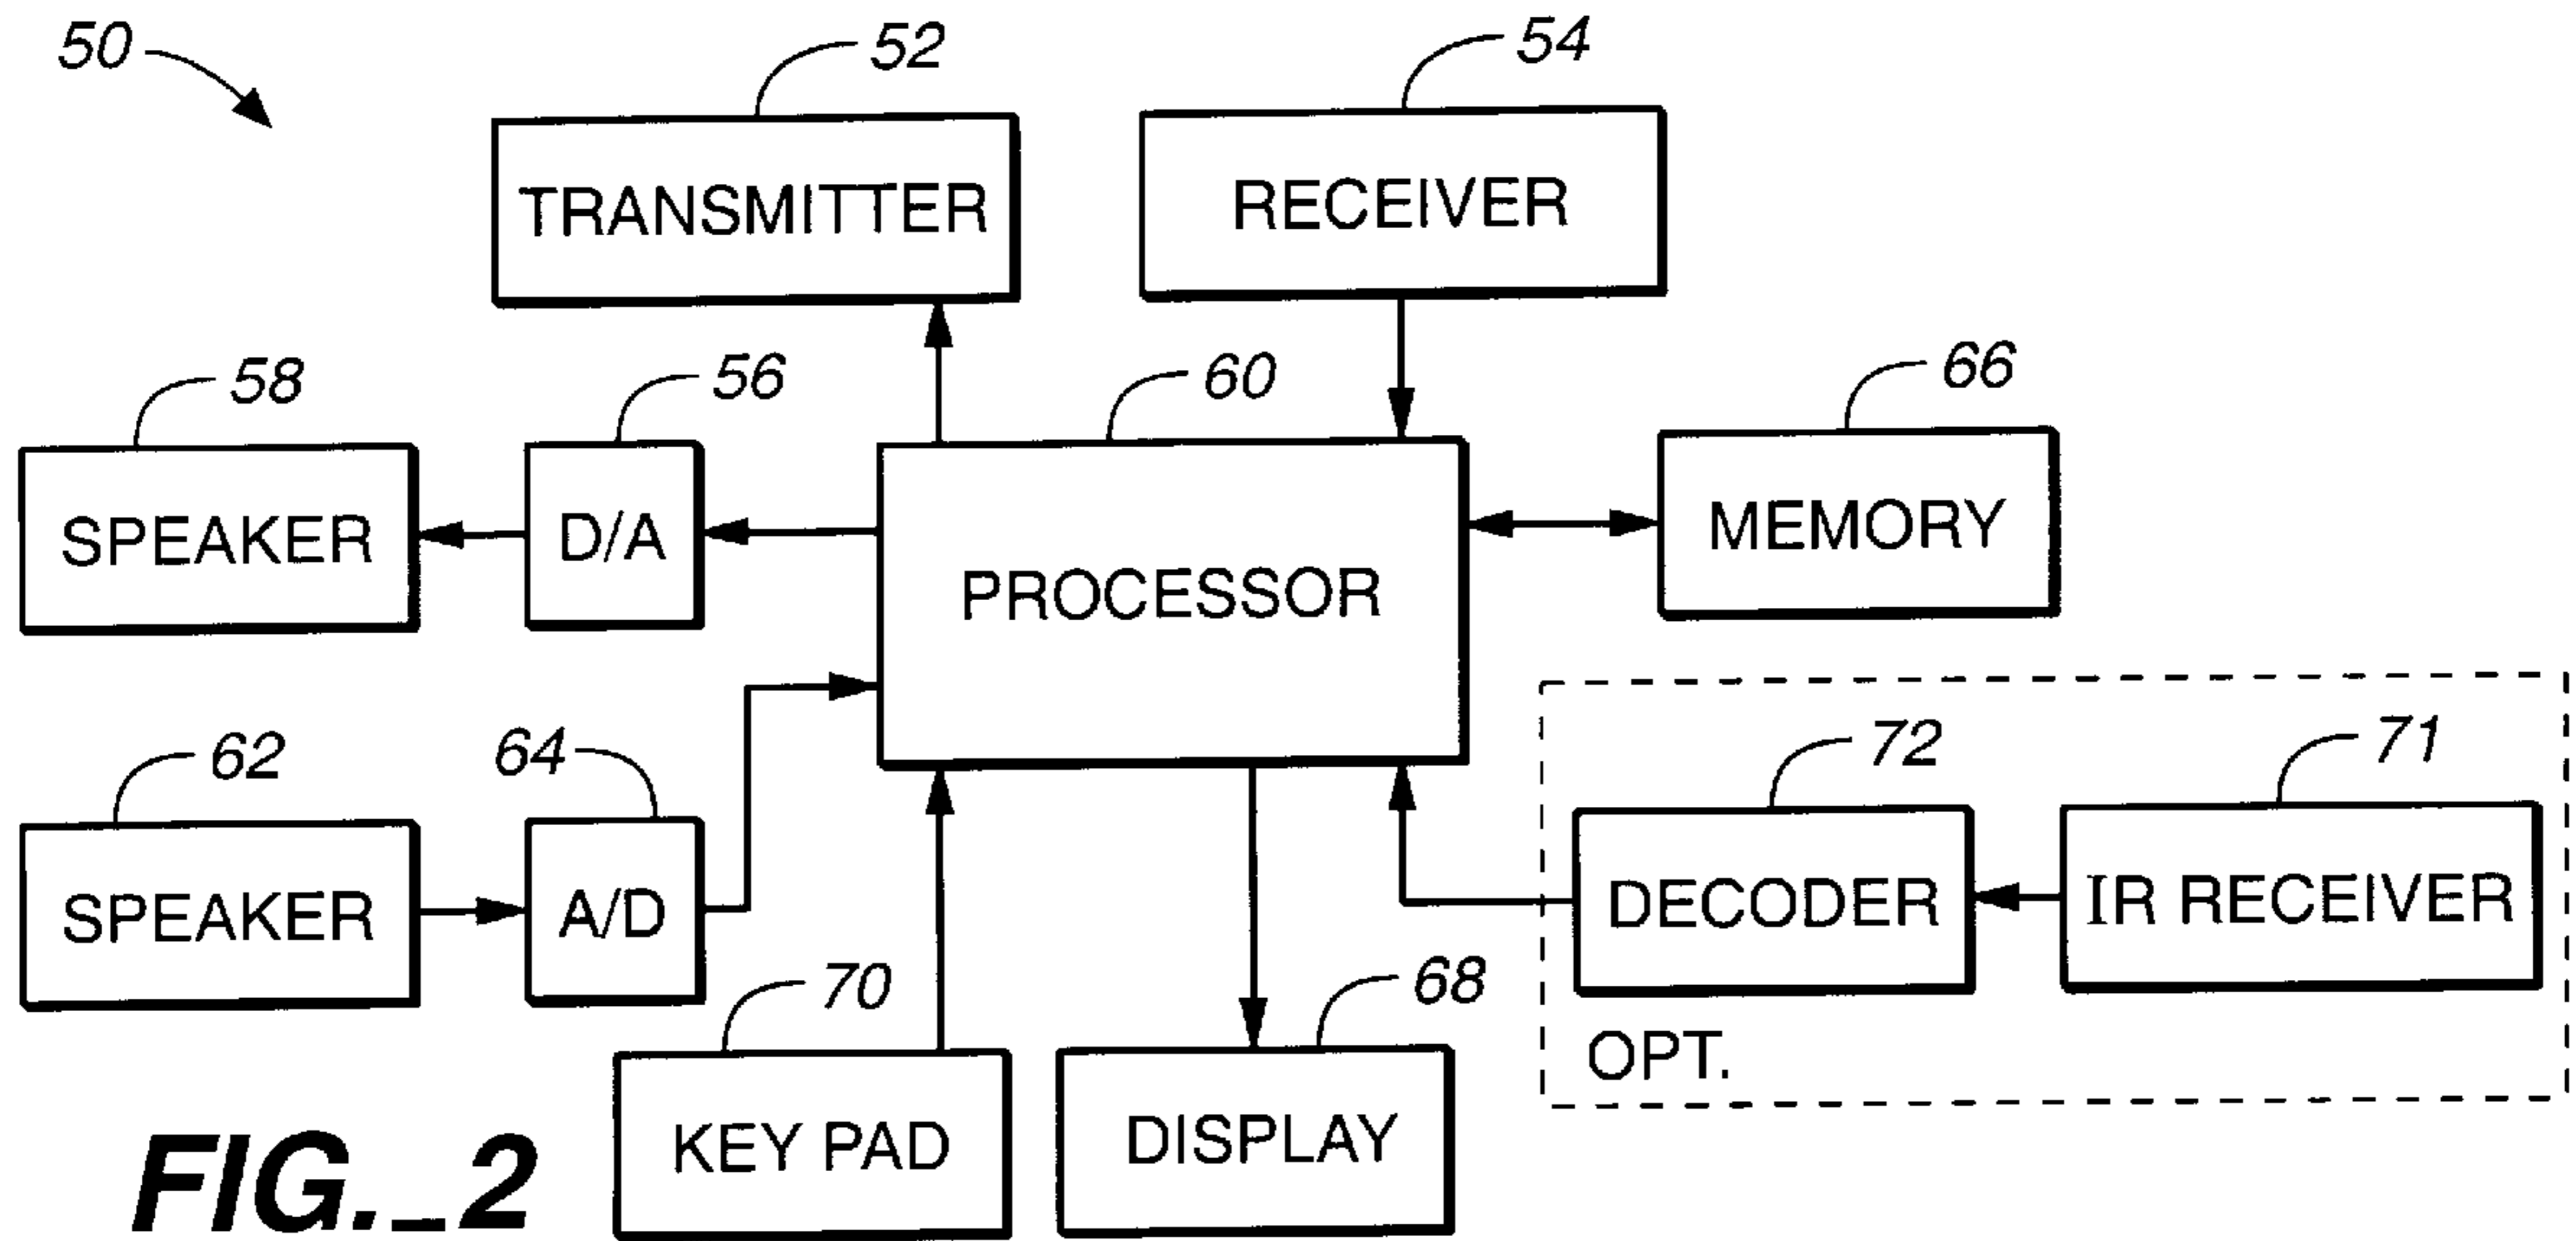 50
52
54
TRANSMITTER
RECEIVER
58
56
60
66
SPEAKER
D/A
PROCESSOR
MEMORY
62
64
72
71
SPEAKER
A/D
DECODER
IR RECEIVER
70
68
OPT.
KEY PAD
DISPLAY
FIG._2